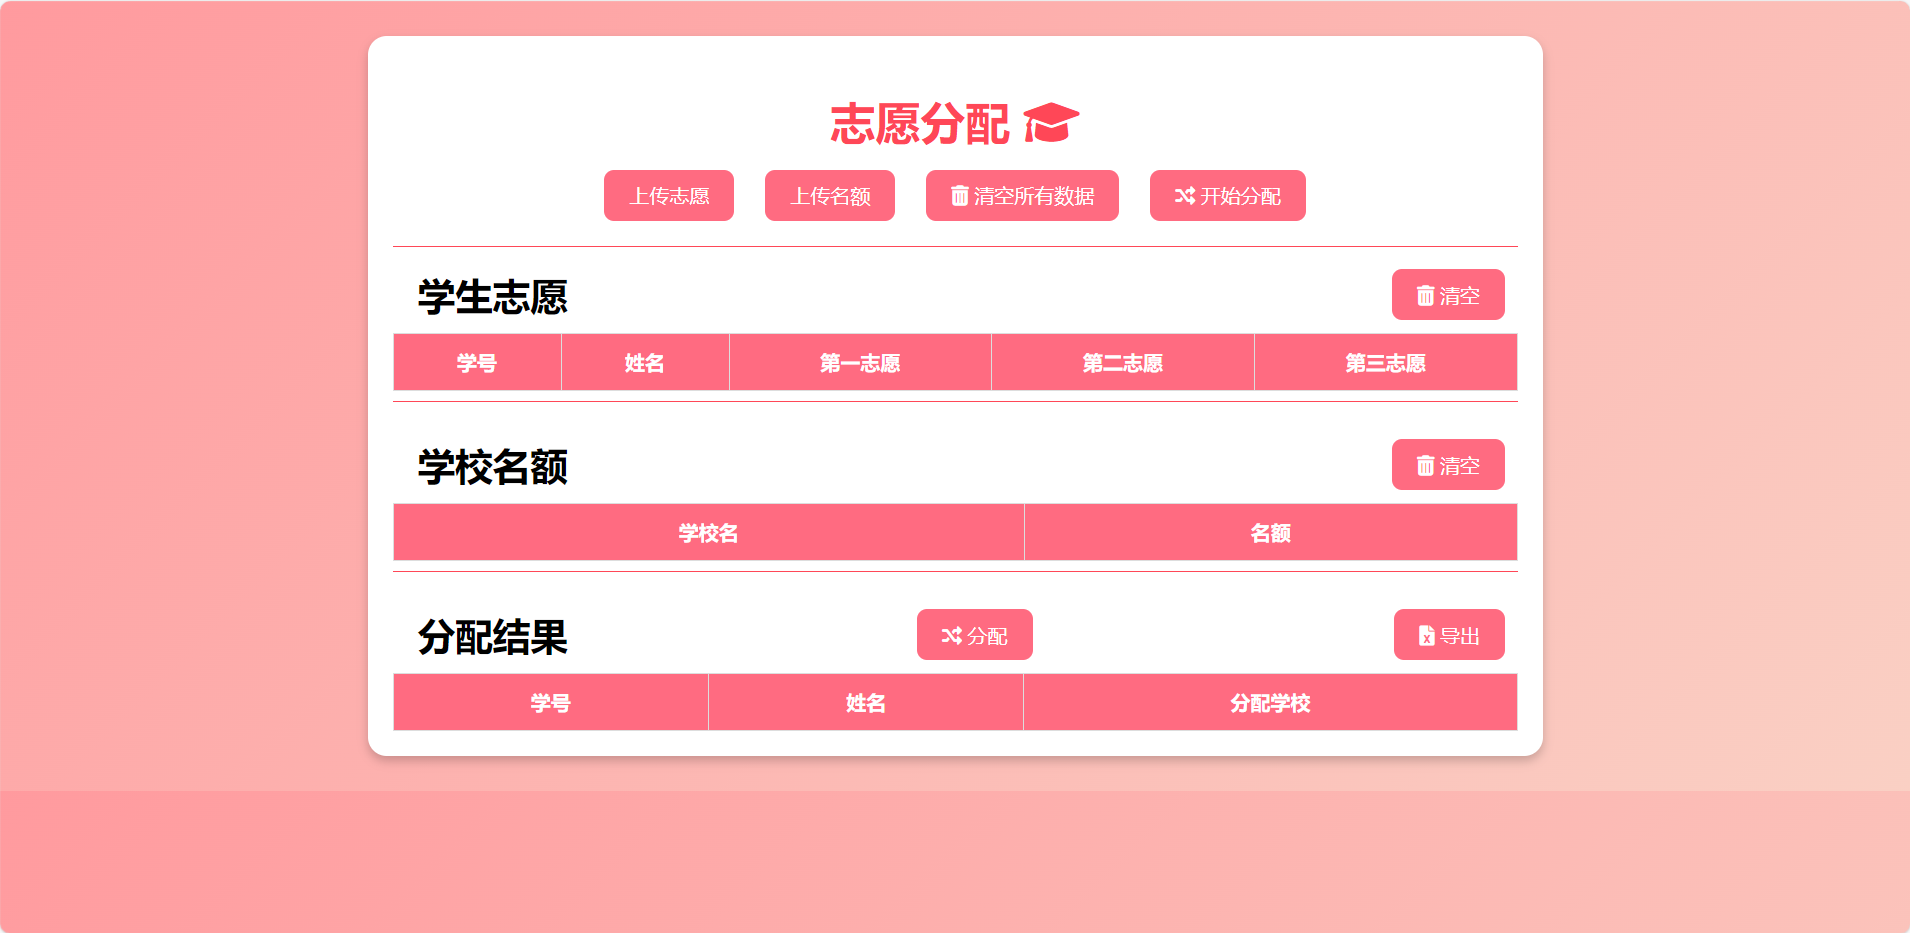 志愿分配
上传志愿 上传名额 清空所有数据 开始分配
学生志愿 清空
学号 姓名 第一志愿 第二志愿 第三志愿
学校名额 清空
学校名 名额
分配结果 分配 导出
学号 姓名 分配学校